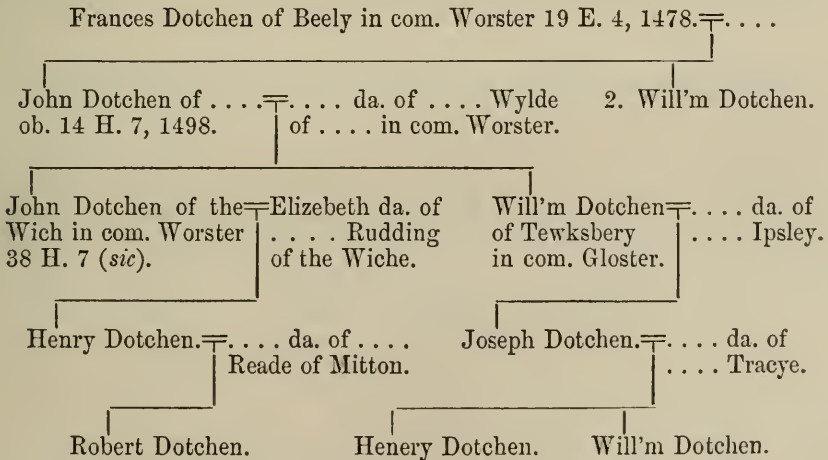 Frances Dotchen of Beely in com. Worster 19 E. 4, 1478.=....
John Dotchen of ....=.... da. of .... Wylde
ob. 14 H. 7, 1498. of .... in com. Worster.
2. Will'm Dotchen.
John Dotchen of the=Elizebeth da. of
Wich in com. Worster .... Rudding
38 H. 7 (sic). of the Wiche.
Will'm Dotchen=.... da. of
of Tewksbery .... Ipsley.
in com. Gloster.
Henry Dotchen.=.... da. of ....
Reade of Mitton.
Joseph Dotchen.=.... da. of
.... Tracye.
Robert Dotchen.
Henery Dotchen.
Will'm Dotchen.